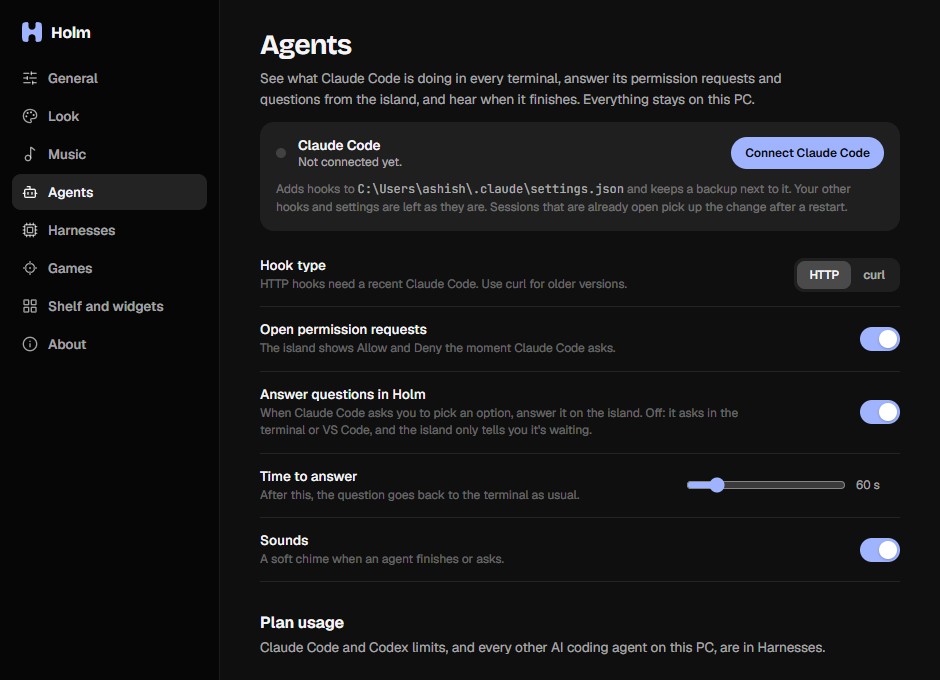 Holm
General
Look
Music
Agents
Harnesses
Games
Shelf and widgets
About
Agents
See what Claude Code is doing in every terminal, answer its permission requests and
questions from the island, and hear when it finishes. Everything stays on this PC.
Claude Code
Not connected yet.
Connect Claude Code
Adds hooks to C:\Users\ashish\.claude\settings.json and keeps a backup next to it. Your other
hooks and settings are left as they are. Sessions that are already open pick up the change after a restart.
Hook type
HTTP hooks need a recent Claude Code. Use curl for older versions.
HTTP curl
Open permission requests
The island shows Allow and Deny the moment Claude Code asks.
Answer questions in Holm
When Claude Code asks you to pick an option, answer it on the island. Off: it asks in the
terminal or VS Code, and the island only tells you it's waiting.
Time to answer
After this, the question goes back to the terminal as usual.
60 s
Sounds
A soft chime when an agent finishes or asks.
Plan usage
Claude Code and Codex limits, and every other AI coding agent on this PC, are in Harnesses.